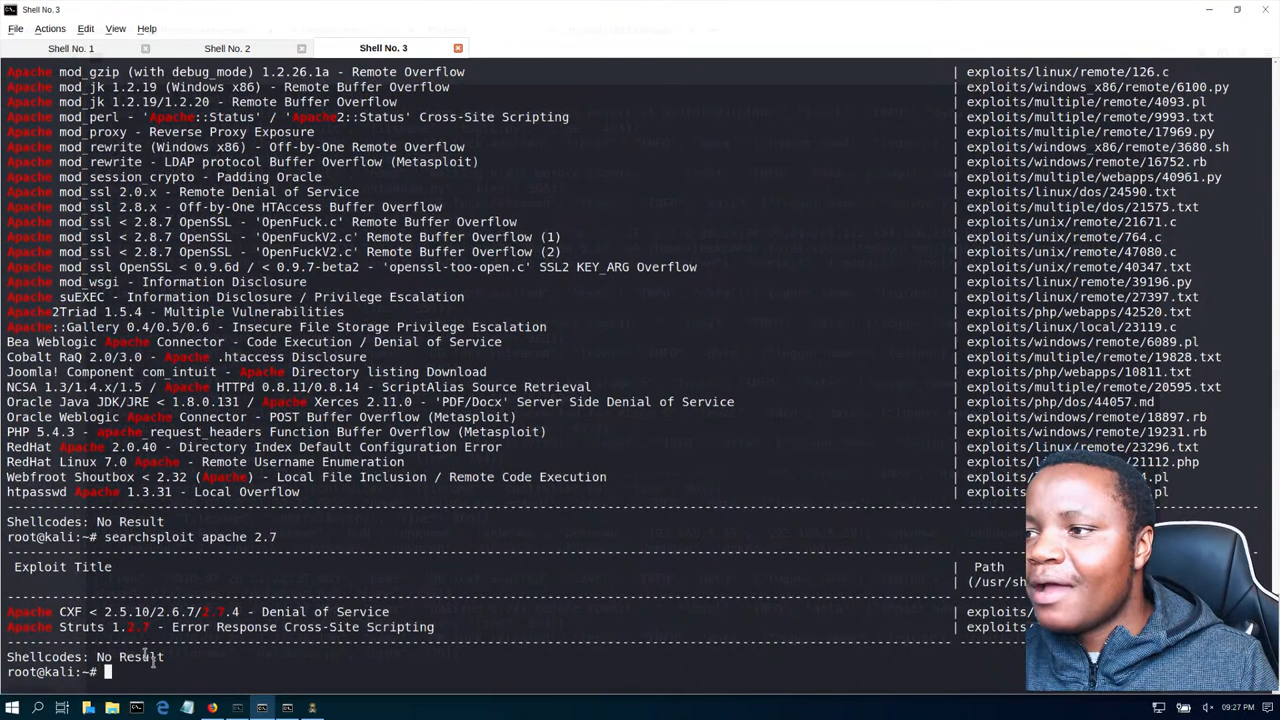 Shell No. 3
File Actions Edit View Help
Shell No. 1 Shell No. 2 Shell No. 3
Apache mod_gzip (with debug_mode) 1.2.26.1a - Remote Overflow | exploits/linux/remote/126.c
Apache mod_jk 1.2.19 (Windows x86) - Remote Buffer Overflow | exploits/windows_x86/remote/6100.py
Apache mod_jk 1.2.19/1.2.20 - Remote Buffer Overflow | exploits/multiple/remote/4093.pl
Apache mod_perl - 'Apache::Status' / 'Apache2::Status' Cross-Site Scripting | exploits/multiple/remote/9993.txt
Apache mod_proxy - Reverse Proxy Exposure | exploits/multiple/remote/17969.py
Apache mod_rewrite (Windows x86) - Off-by-One Remote Overflow | exploits/windows_x86/remote/3680.sh
Apache mod_rewrite - LDAP protocol Buffer Overflow (Metasploit) | exploits/windows/remote/16752.rb
Apache mod_session_crypto - Padding Oracle | exploits/multiple/webapps/40961.py
Apache mod_ssl 2.0.x - Remote Denial of Service | exploits/linux/dos/24590.txt
Apache mod_ssl 2.8.x - Off-by-One HTAccess Buffer Overflow | exploits/multiple/dos/21575.txt
Apache mod_ssl < 2.8.7 OpenSSL - 'OpenFuck.c' Remote Buffer Overflow | exploits/unix/remote/21671.c
Apache mod_ssl < 2.8.7 OpenSSL - 'OpenFuckV2.c' Remote Buffer Overflow (1) | exploits/unix/remote/764.c
Apache mod_ssl < 2.8.7 OpenSSL - 'OpenFuckV2.c' Remote Buffer Overflow (2) | exploits/unix/remote/47080.c
Apache mod_ssl OpenSSL < 0.9.6d / < 0.9.7-beta2 - 'openssl-too-open.c' SSL2 KEY_ARG Overflow | exploits/unix/remote/40347.txt
Apache mod_wsgi - Information Disclosure | exploits/linux/remote/39196.py
Apache suEXEC - Information Disclosure / Privilege Escalation | exploits/linux/remote/27397.txt
Apache2Triad 1.5.4 - Multiple Vulnerabilities | exploits/php/webapps/42520.txt
Apache::Gallery 0.4/0.5/0.6 - Insecure File Storage Privilege Escalation | exploits/linux/local/23119.c
Bea Weblogic Apache Connector - Code Execution / Denial of Service | exploits/windows/remote/6089.pl
Cobalt RaQ 2.0/3.0 - Apache .htaccess Disclosure | exploits/multiple/remote/19828.txt
Joomla! Component com_intuit - Apache Directory listing Download | exploits/php/webapps/10811.txt
NCSA 1.3/1.4.x/1.5 / Apache HTTPd 0.8.11/0.8.14 - ScriptAlias Source Retrieval | exploits/multiple/remote/20595.txt
Oracle Java JDK/JRE < 1.8.0.131 / Apache Xerces 2.11.0 - 'PDF/Docx' Server Side Denial of Service | exploits/php/dos/44057.md
Oracle Weblogic Apache Connector - POST Buffer Overflow (Metasploit) | exploits/windows/remote/18897.rb
PHP 5.4.3 - apache_request_headers Function Buffer Overflow (Metasploit) | exploits/windows/remote/19231.rb
RedHat Apache 2.0.40 - Directory Index Default Configuration Error | exploits/linux/remote/23296.txt
RedHat Linux 7.0 Apache - Remote Username Enumeration | exploits/linux/remote/21112.php
Webfroot Shoutbox < 2.32 (Apache) - Local File Inclusion / Remote Code Execution | exploits/linux/remote .pl
htpasswd Apache 1.3.31 - Local Overflow | exploits/linux .pl
Shellcodes: No Result
root@kali:~# searchsploit apache 2.7
Exploit Title | Path
| (/usr/sh
Apache CXF < 2.5.10/2.6.7/2.7.4 - Denial of Service | exploits/
Apache Struts 1.2.7 - Error Response Cross-Site Scripting | exploits/
Shellcodes: No Result
root@kali:~#
09:27 PM